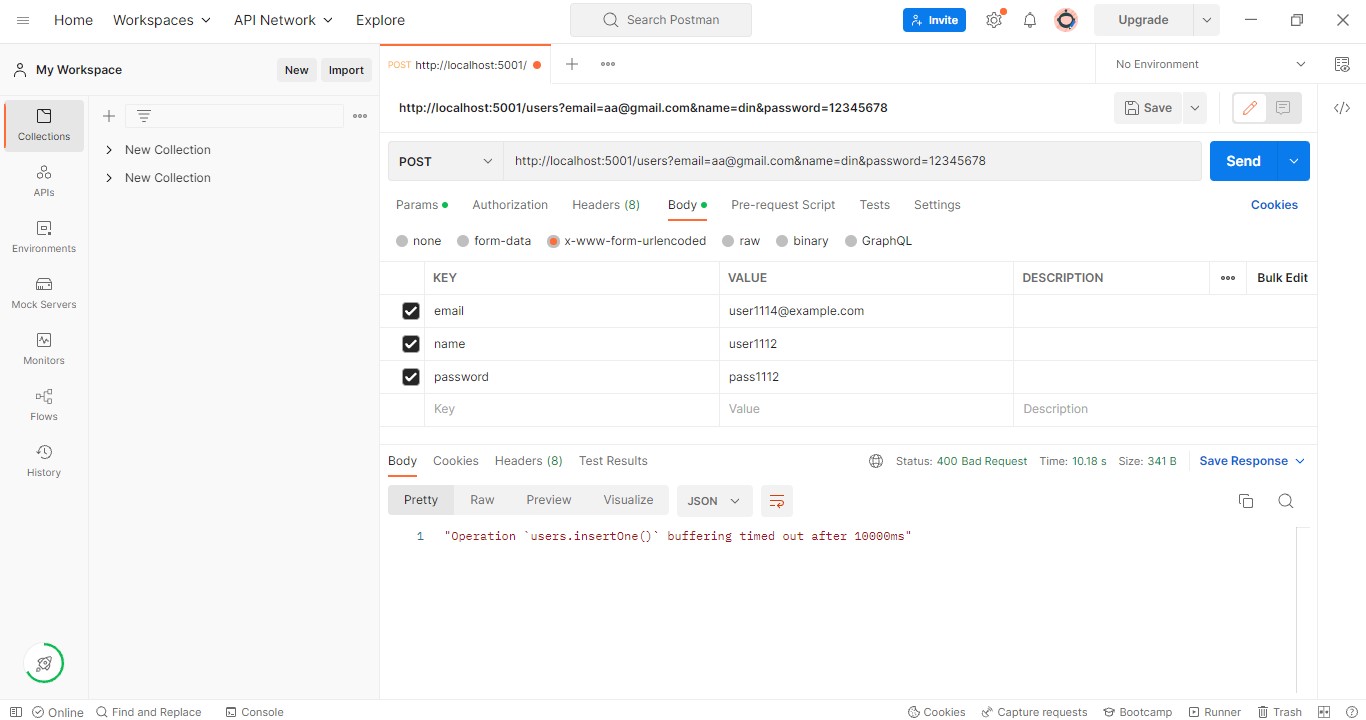 Home Workspaces API Network Explore Search Postman Invite Upgrade
My Workspace New Import POST http://localhost:5001/ No Environment
http://localhost:5001/users?email=aa@gmail.com&name=din&password=12345678 Save
Collections
New Collection
New Collection
APIs
Environments
Mock Servers
Monitors
Flows
History
POST http://localhost:5001/users?email=aa@gmail.com&name=din&password=12345678 Send
Params Authorization Headers (8) Body Pre-request Script Tests Settings Cookies
none form-data x-www-form-urlencoded raw binary GraphQL
KEY VALUE DESCRIPTION Bulk Edit
email user1114@example.com
name user1112
password pass1112
Key Value Description
Body Cookies Headers (8) Test Results Status: 400 Bad Request Time: 10.18 s Size: 341 B Save Response
Pretty Raw Preview Visualize JSON
1 "Operation `users.insertOne()` buffering timed out after 10000ms"
Online Find and Replace Console Cookies Capture requests Bootcamp Runner Trash